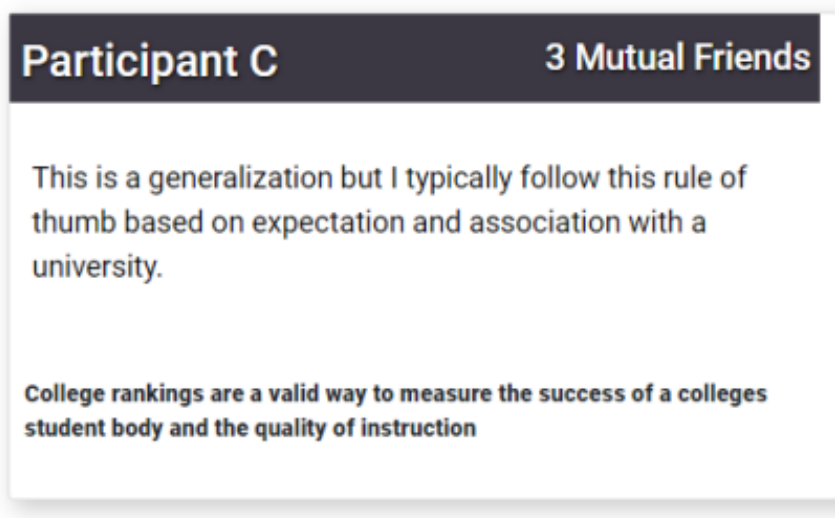 Participant C 3 Mutual Friends
This is a generalization but I typically follow this rule of
thumb based on expectation and association with a
university.
College rankings are a valid way to measure the success of a colleges
student body and the quality of instruction